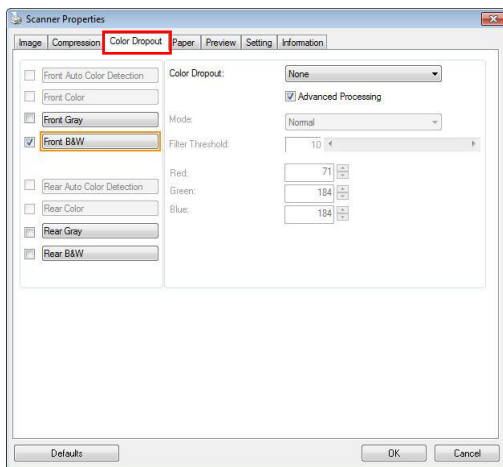 Scanner Properties
Image Compression Color Dropout Paper Preview Setting Information
Front Auto Color Detection
Front Color
Front Gray
Front B&W
Rear Auto Color Detection
Rear Color
Rear Gray
Rear B&W
Color Dropout: None
Advanced Processing
Mode: Normal
Filter Threshold: 10
Red: 71
Green: 184
Blue: 184
Defaults OK Cancel